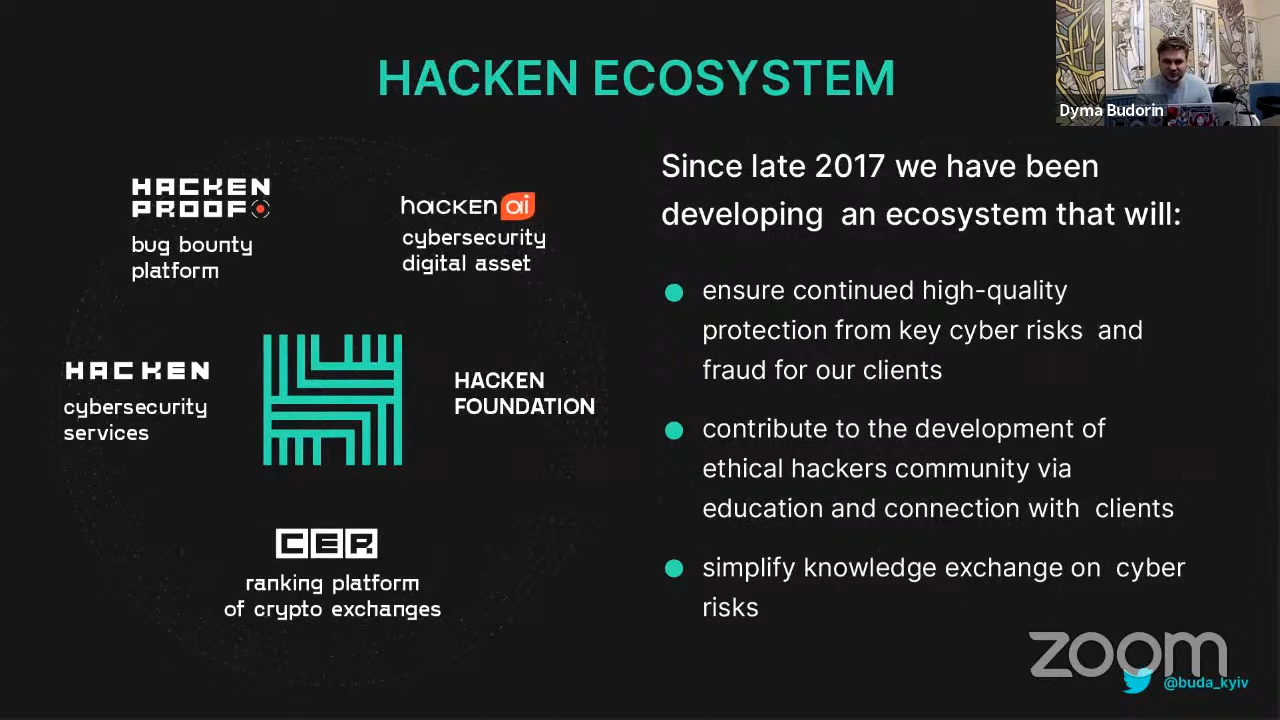 HACKEN ECOSYSTEM
Dyma Budorin
HACKEN
PROOF
bug bounty
platform
hacken ai
cybersecurity
digital asset
HACKEN
cybersecurity
services
HACKEN
FOUNDATION
CER
ranking platform
of crypto exchanges
Since late 2017 we have been
developing an ecosystem that will:
ensure continued high-quality
protection from key cyber risks and
fraud for our clients
contribute to the development of
ethical hackers community via
education and connection with clients
simplify knowledge exchange on cyber
risks
zoom
@buda_kyiv